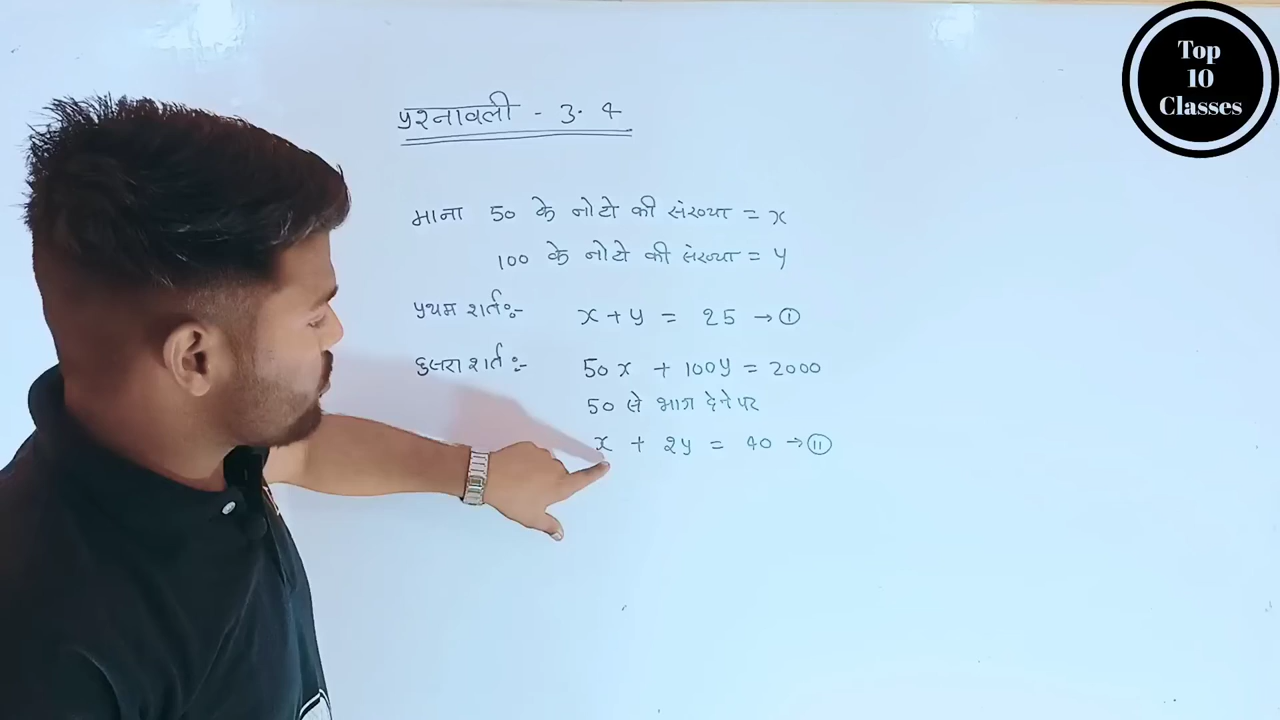 प्रश्नावली - 3.4
माना 50 के नोटो की संख्या = x
100 के नोटो की संख्या = y
प्रथम शर्त :- x + y = 25 → ①
दुसरा शर्त :- 50x + 100y = 2000
50 से भाग देने पर
x + 2y = 40 → ⑪
Top
10
Classes